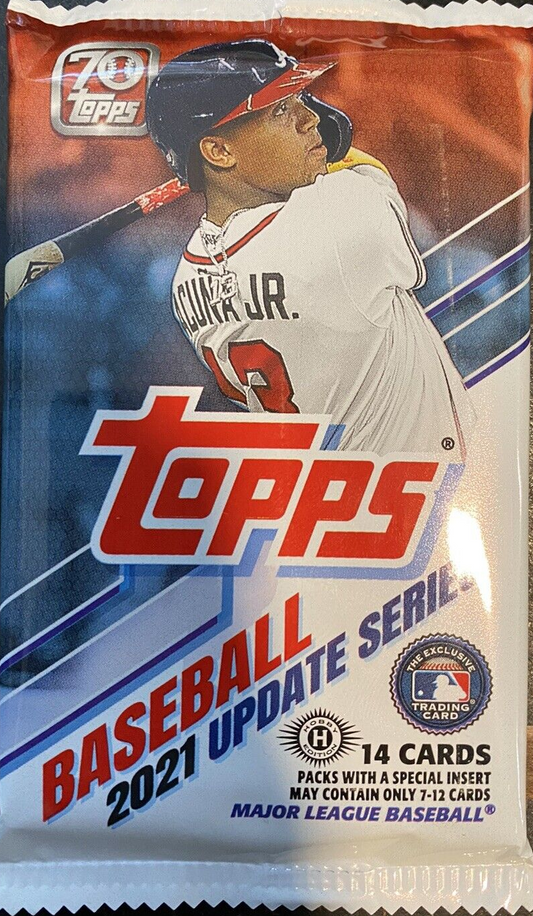 70
topps
ACUÑA JR.
13
topps®
BASEBALL
2021 UPDATE SERIES
THE EXCLUSIVE
TRADING
CARD
HOBBY
H
EDITION
14 CARDS
PACKS WITH A SPECIAL INSERT
MAY CONTAIN ONLY 7-12 CARDS
MAJOR LEAGUE BASEBALL®